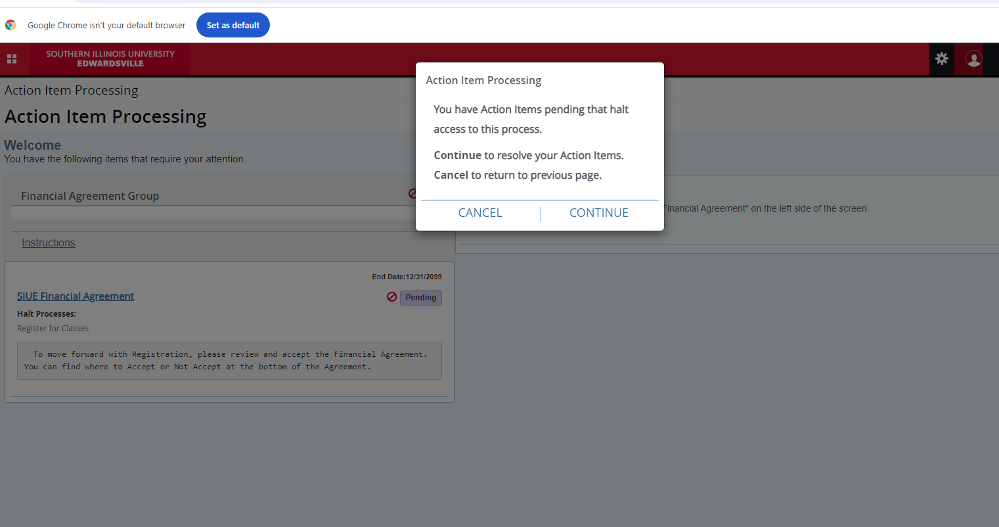 Google Chrome isn't your default browser
Set as default
SOUTHERN ILLINOIS UNIVERSITY
EDWARDSVILLE
Action Item Processing
Action Item Processing
Welcome
You have the following items that require your attention.
Financial Agreement Group
Instructions
End Date:12/31/2099
SIUE Financial Agreement
Pending
Halt Processes:
Register for Classes
To move forward with Registration, please review and accept the Financial Agreement.
You can find where to Accept or Not Accept at the bottom of the Agreement.
Action Item Processing
You have Action Items pending that halt
access to this process.
Continue to resolve your Action Items.
Cancel to return to previous page.
CANCEL
CONTINUE
Financial Agreement" on the left side of the screen.